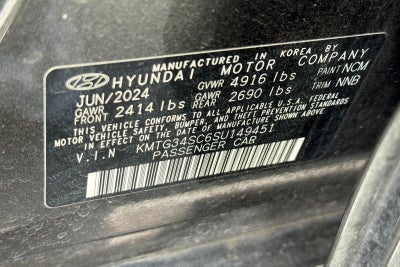 MANUFACTURED IN KOREA BY
HYUNDAI MOTOR COMPANY
JUN/2024 GVWR 4916 lbs PAINT NCM
GAWR FRONT 2414 lbs GAWR REAR 2690 lbs TRIM NNB
THIS VEHICLE CONFORMS TO ALL APPLICABLE U.S.A. FEDERAL
MOTOR VEHICLE SAFETY, BUMPER, AND THEFT PREVENTION STANDARDS
IN EFFECT ON THE DATE OF MANUFACTURE SHOWN ABOVE.
V.I.N KMTG34SC6SU149451
PASSENGER CAR